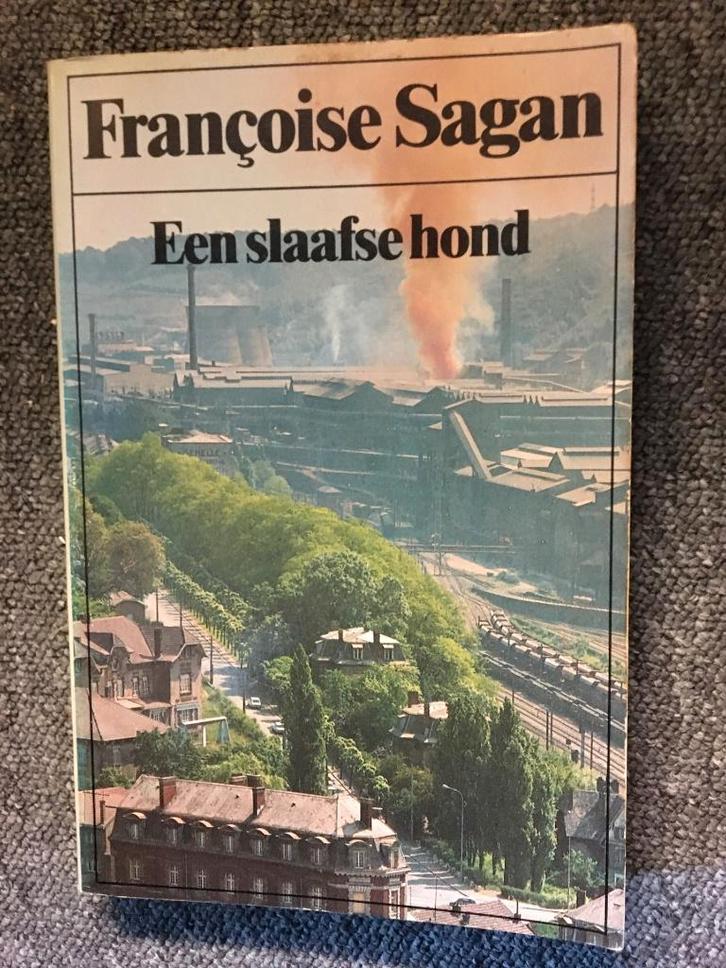 Françoise Sagan
Een slaafse hond